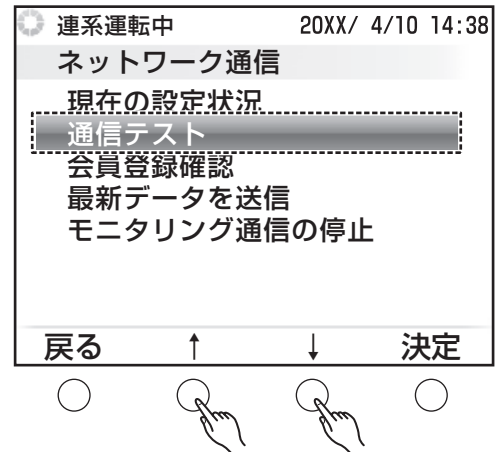 連系運転中 20XX/ 4/10 14:38
ネットワーク通信
現在の設定状況
通信テスト
会員登録確認
最新データを送信
モニタリング通信の停止
戻る ↑ ↓ 決定